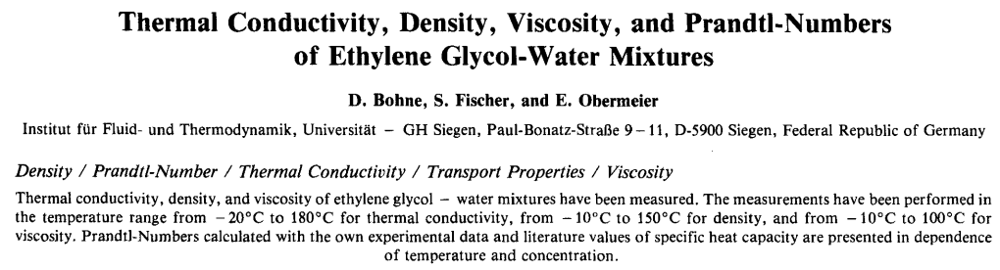 Thermal Conductivity, Density, Viscosity, and Prandtl-Numbers
of Ethylene Glycol-Water Mixtures
D. Bohne, S. Fischer, and E. Obermeier
Institut für Fluid- und Thermodynamik, Universität – GH Siegen, Paul-Bonatz-Straße 9–11, D-5900 Siegen, Federal Republic of Germany
Density / Prandtl-Number / Thermal Conductivity / Transport Properties / Viscosity
Thermal conductivity, density, and viscosity of ethylene glycol – water mixtures have been measured. The measurements have been performed in
the temperature range from −20°C to 180°C for thermal conductivity, from −10°C to 150°C for density, and from −10°C to 100°C for
viscosity. Prandtl-Numbers calculated with the own experimental data and literature values of specific heat capacity are presented in dependence
of temperature and concentration.